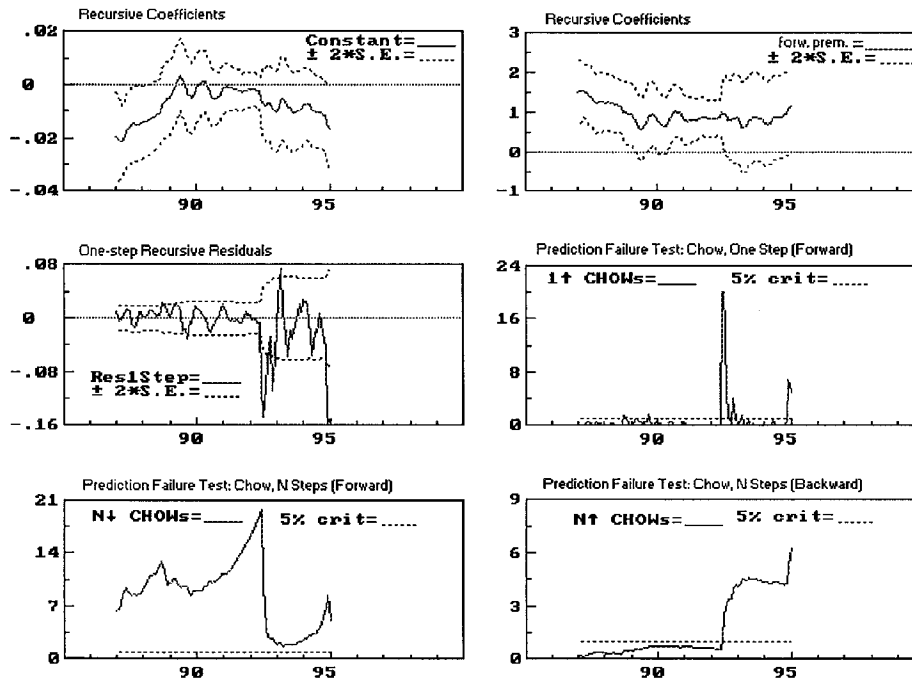 Recursive Coefficients
.02
0
-.02
-.04
Constant=
± 2*S.E.=
90
95
Recursive Coefficients
3
2
1
0
-1
forw. prem. =
± 2*S.E.=
90
95
One-step Recursive Residuals
.08
0
-.08
-.16
Res1Step=
± 2*S.E.=
90
95
Prediction Failure Test: Chow, One Step (Forward)
24
16
8
0
1↑ CHOWs=
5% crit=
90
95
Prediction Failure Test: Chow, N Steps (Forward)
21
14
7
0
N↓ CHOWs=
5% crit=
90
95
Prediction Failure Test: Chow, N Steps (Backward)
9
6
3
0
N↑ CHOWs=
5% crit=
90
95